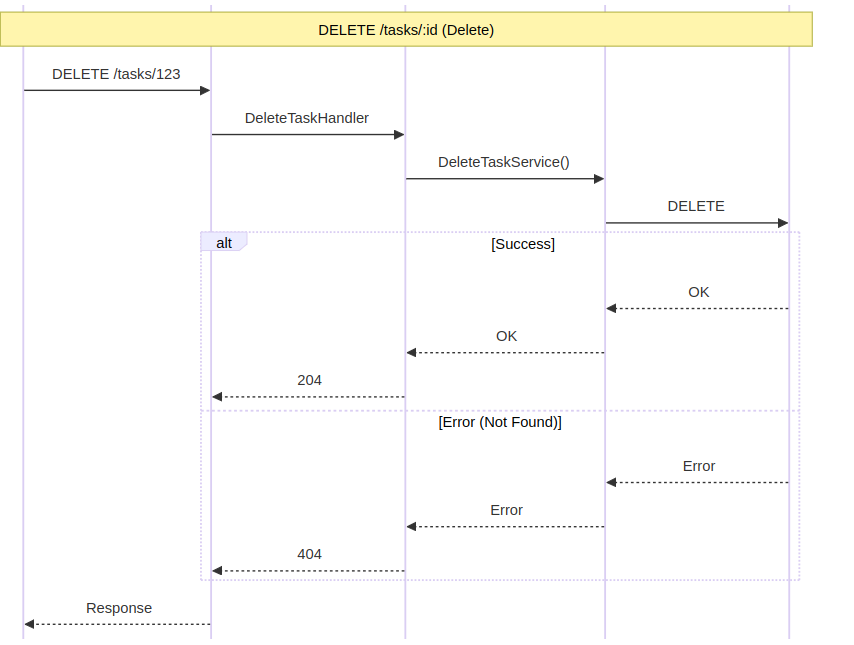 DELETE /tasks/:id (Delete)
DELETE /tasks/123
DeleteTaskHandler
DeleteTaskService()
DELETE
alt
[Success]
OK
OK
204
[Error (Not Found)]
Error
Error
404
Response